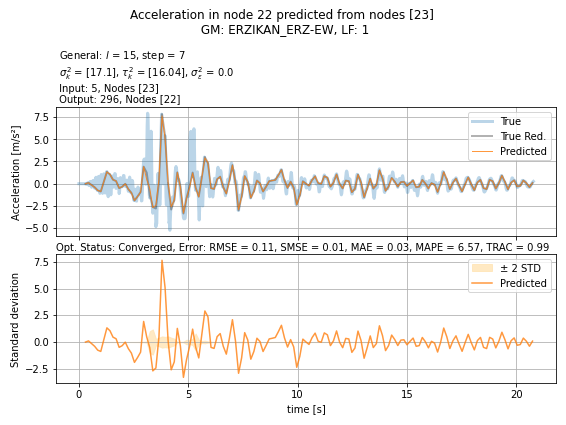 Acceleration in node 22 predicted from nodes [23]
GM: ERZIKAN_ERZ-EW, LF: 1
General: l = 15, step = 7
σ²ₖ = [17.1], τ²ₖ = [16.04], σ²ε = 0.0
Input: 5, Nodes [23]
Output: 296, Nodes [22]
Acceleration [m/s²]
7.5
5.0
2.5
0.0
−2.5
−5.0
True
True Red.
Predicted
Opt. Status: Converged, Error: RMSE = 0.11, SMSE = 0.01, MAE = 0.03, MAPE = 6.57, TRAC = 0.99
Standard deviation
7.5
5.0
2.5
0.0
−2.5
± 2 STD
Predicted
0
5
10
15
20
time [s]